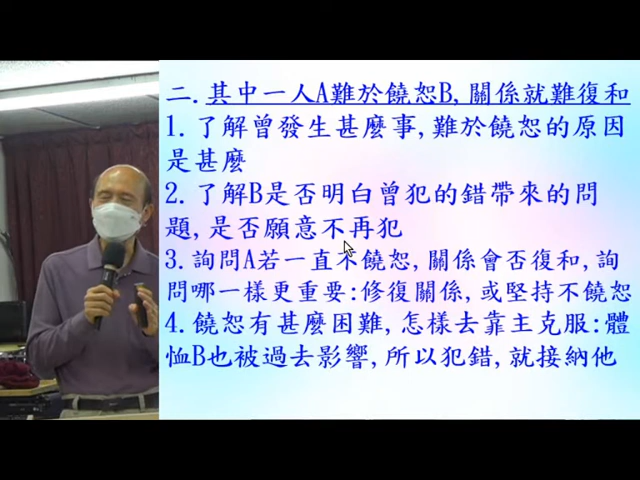 二.其中一人A難於饒恕B,關係就難復和
1.了解曾發生甚麼事,難於饒恕的原因
是甚麼
2.了解B是否明白曾犯的錯帶來的問
題,是否願意不再犯
3.詢問A若一直不饒恕,關係會否復和,詢
問哪一樣更重要:修復關係,或堅持不饒恕
4.饒恕有甚麼困難,怎樣去靠主克服:體
恤B也被過去影響,所以犯錯,就接納他